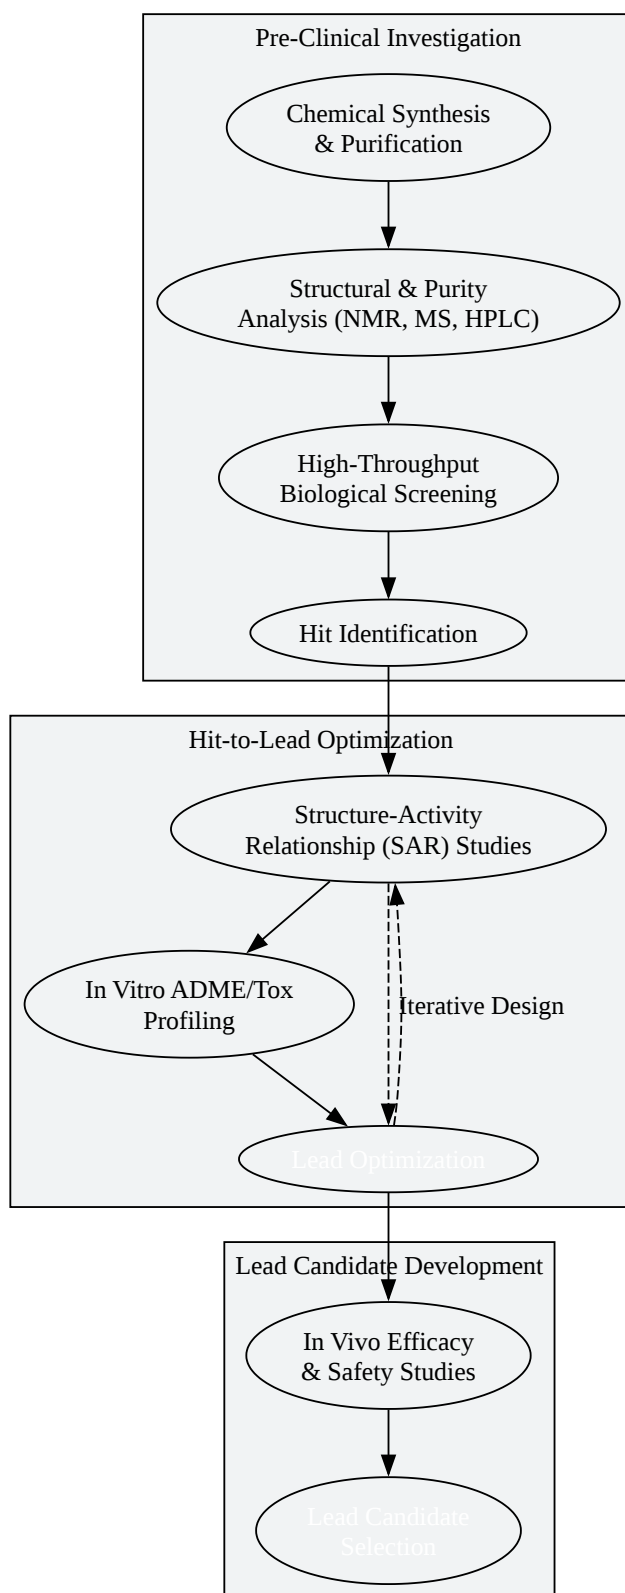 Pre-Clinical Investigation
Chemical Synthesis
& Purification
Structural & Purity
Analysis (NMR, MS, HPLC)
High-Throughput
Biological Screening
Hit Identification
Hit-to-Lead Optimization
Structure-Activity
Relationship (SAR) Studies
In Vitro ADME/Tox
Profiling
Iterative Design
Lead Optimization
Lead Candidate Development
In Vivo Efficacy
& Safety Studies
Lead Candidate
Selection